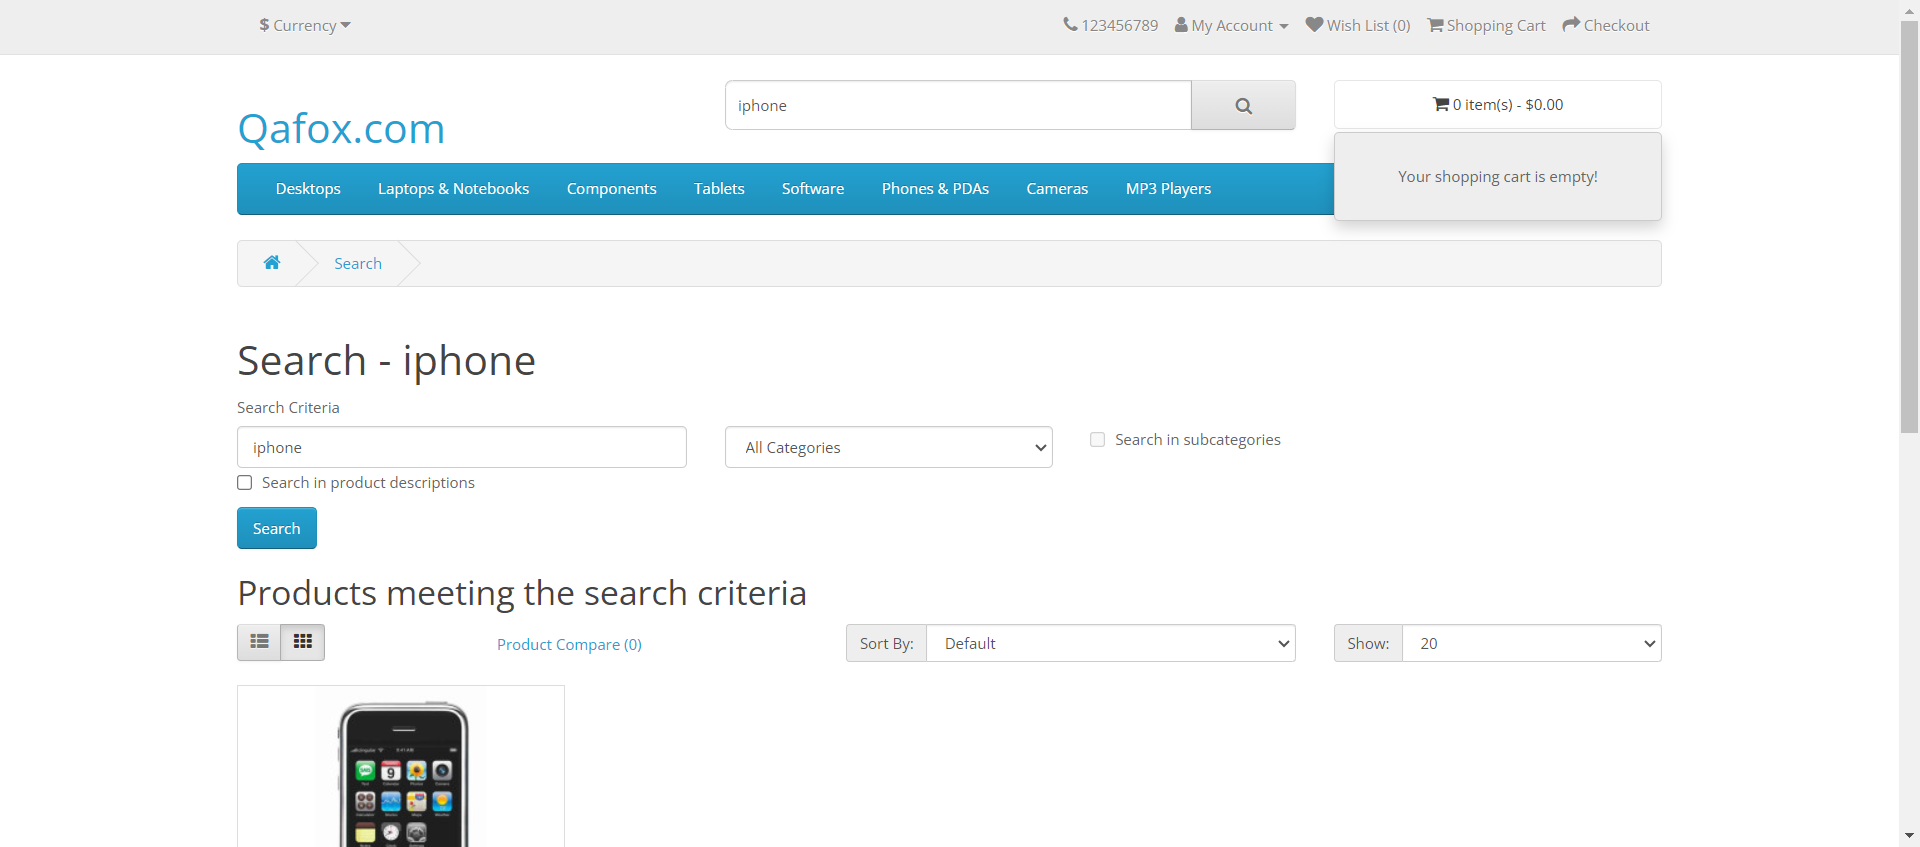 $ Currency
123456789 My Account Wish List (0) Shopping Cart Checkout
Qafox.com
iphone
0 item(s) - $0.00
Your shopping cart is empty!
Desktops Laptops & Notebooks Components Tablets Software Phones & PDAs Cameras MP3 Players
Search
Search - iphone
Search Criteria
iphone
All Categories
Search in subcategories
Search in product descriptions
Search
Products meeting the search criteria
Product Compare (0)
Sort By: Default
Show: 20